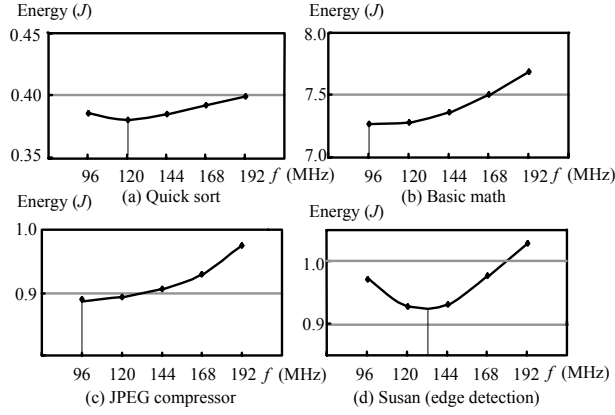 Energy (J)
0.45
0.40
0.35
96 120 144 168 192 f (MHz)
(a) Quick sort
Energy (J)
8.0
7.5
7.0
96 120 144 168 192 f (MHz)
(b) Basic math
Energy (J)
1.0
0.9
96 120 144 168 192 f (MHz)
(c) JPEG compressor
Energy (J)
1.0
0.9
96 120 144 168 192 f (MHz)
(d) Susan (edge detection)